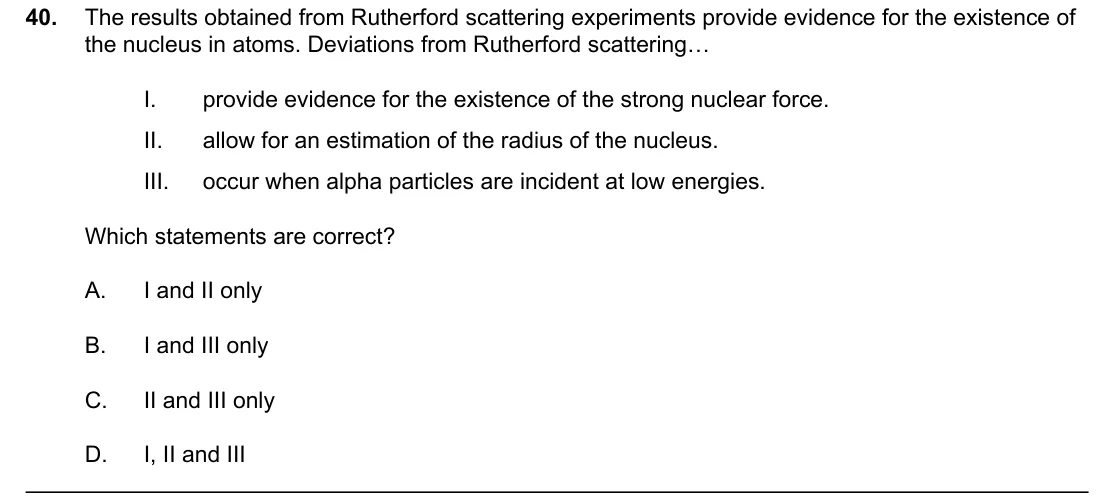 40. The results obtained from Rutherford scattering experiments provide evidence for the existence of
the nucleus in atoms. Deviations from Rutherford scattering…
I. provide evidence for the existence of the strong nuclear force.
II. allow for an estimation of the radius of the nucleus.
III. occur when alpha particles are incident at low energies.
Which statements are correct?
A. I and II only
B. I and III only
C. II and III only
D. I, II and III